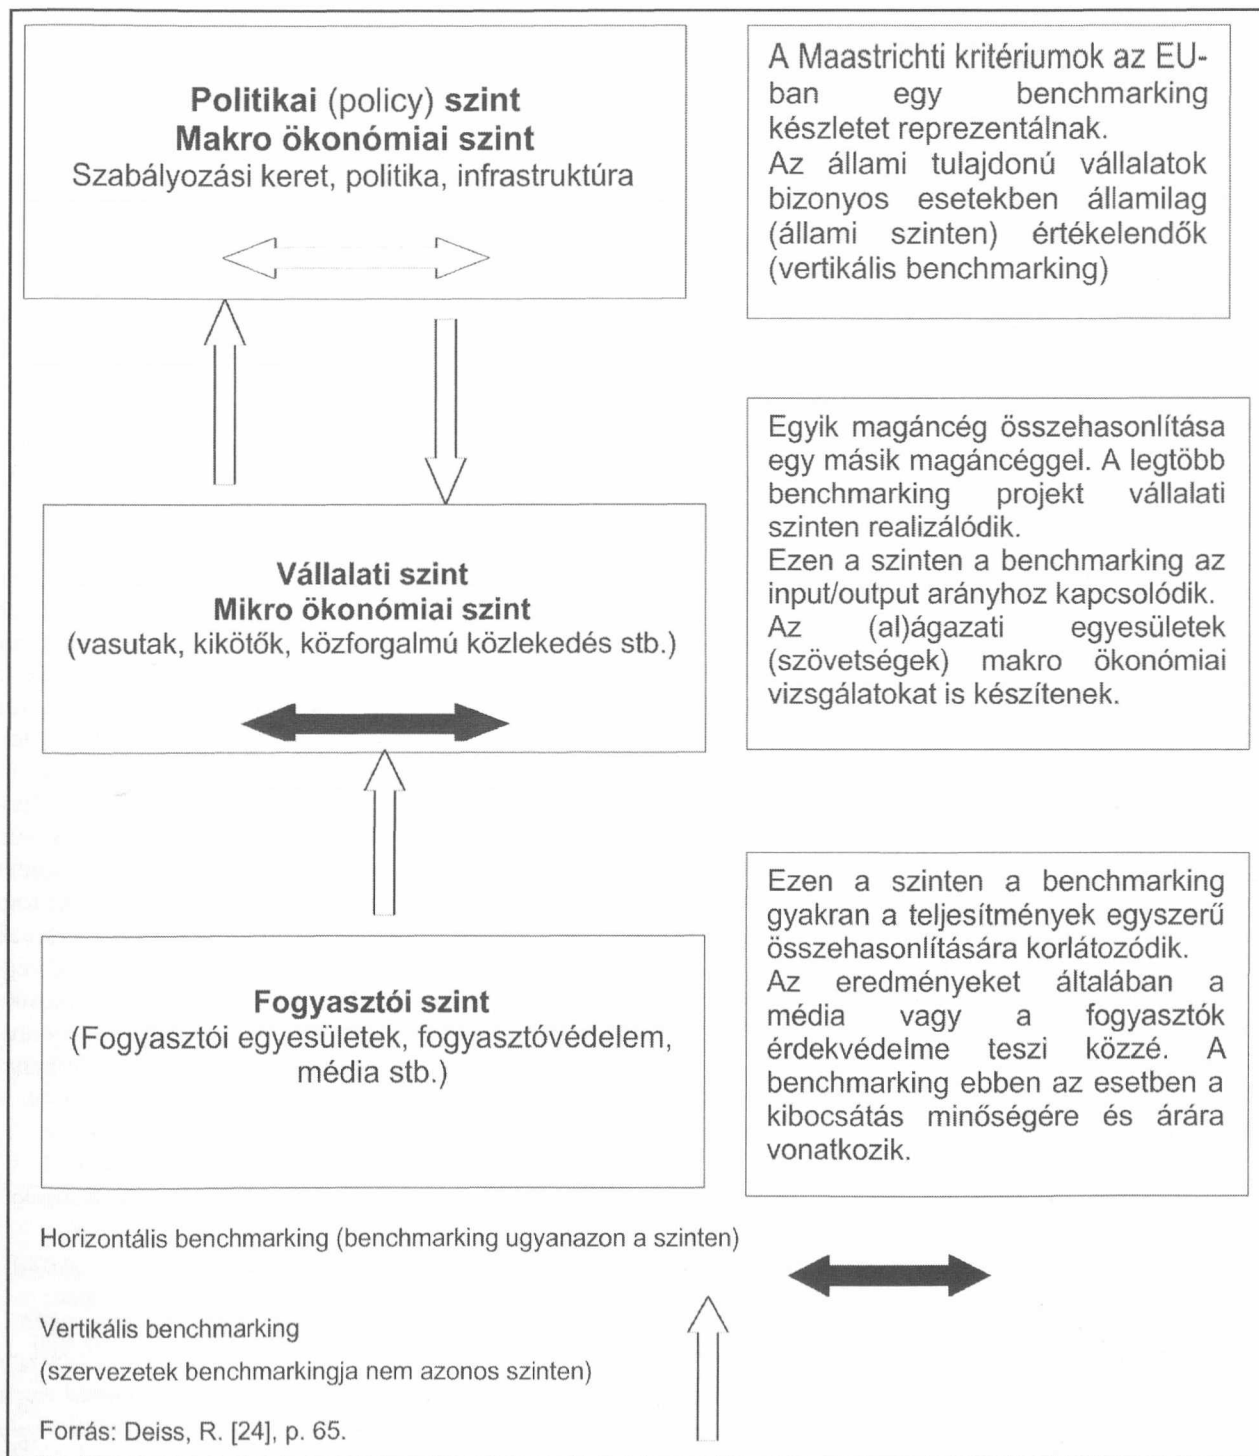 Politikai (policy) szint
Makro ökonómiai szint
Szabályozási keret, politika, infrastruktúra
A Maastrichti kritériumok az EU-
ban egy benchmarking
készletet reprezentálnak.
Az állami tulajdonú vállalatok
bizonyos esetekben államilag
(állami szinten) értékelendők
(vertikális benchmarking)
Vállalati szint
Mikro ökonómiai szint
(vasutak, kikötők, közforgalmú közlekedés stb.)
Egyik magáncég összehasonlítása
egy másik magáncéggel. A legtöbb
benchmarking projekt vállalati
szinten realizálódik.
Ezen a szinten a benchmarking az
input/output arányhoz kapcsolódik.
Az (al)ágazati egyesületek
(szövetségek) makro ökonómiai
vizsgálatokat is készítenek.
Fogyasztói szint
(Fogyasztói egyesületek, fogyasztóvédelem,
média stb.)
Ezen a szinten a benchmarking
gyakran a teljesítmények egyszerű
összehasonlítására korlátozódik.
Az eredményeket általában a
média vagy a fogyasztók
érdekvédelme teszi közzé. A
benchmarking ebben az esetben a
kibocsátás minőségére és árára
vonatkozik.
Horizontális benchmarking (benchmarking ugyanazon a szinten)
Vertikális benchmarking
(szervezetek benchmarkingja nem azonos szinten)
Forrás: Deiss, R. [24], p. 65.